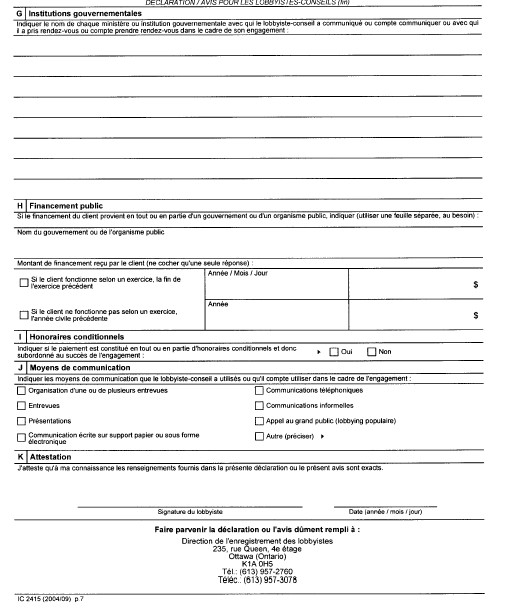 DÉCLARATION / AVIS POUR LES LOBBYISTES-CONSEILS (fin)
G Institutions gouvernementales
Indiquer le nom de chaque ministère ou institution gouvernementale avec qui le lobbyiste-conseil a communiqué ou compte communiquer ou avec qui
il a pris rendez-vous ou compte prendre rendez-vous dans le cadre de son engagement :
H Financement public
Si le financement du client provient en tout ou en partie d'un gouvernement ou d'un organisme public, indiquer (utiliser une feuille séparée, au besoin) :
Nom du gouvernement ou de l'organisme public
Montant de financement reçu par le client (ne cocher qu'une seule réponse) :
Si le client fonctionne selon un exercice, la fin de
l'exercice précédent
Année / Mois / Jour
$
Si le client ne fonctionne pas selon un exercice,
l'année civile précédente
Année
$
I Honoraires conditionnels
Indiquer si le paiement est constitué en tout ou en partie d'honoraires conditionnels et donc
subordonné au succès de l'engagement :
Oui Non
J Moyens de communication
Indiquer les moyens de communication que le lobbyiste-conseil a utilisés ou qu'il compte utiliser dans le cadre de l'engagement :
Organisation d'une ou de plusieurs entrevues Communications téléphoniques
Entrevues Communications informelles
Présentations Appel au grand public (lobbying populaire)
Communication écrite sur support papier ou sous forme
électronique
Autre (préciser)
K Attestation
J'atteste qu'à ma connaissance les renseignements fournis dans la présente déclaration ou le présent avis sont exacts.
Signature du lobbyiste Date (année / mois / jour)
Faire parvenir la déclaration ou l'avis dûment rempli à :
Direction de l'enregistrement des lobbyistes
235, rue Queen, 4e étage
Ottawa (Ontario)
K1A 0H5
Tél.: (613) 957-2760
Téléc.: (613) 957-3078
IC 2415 (2004/09) p.7